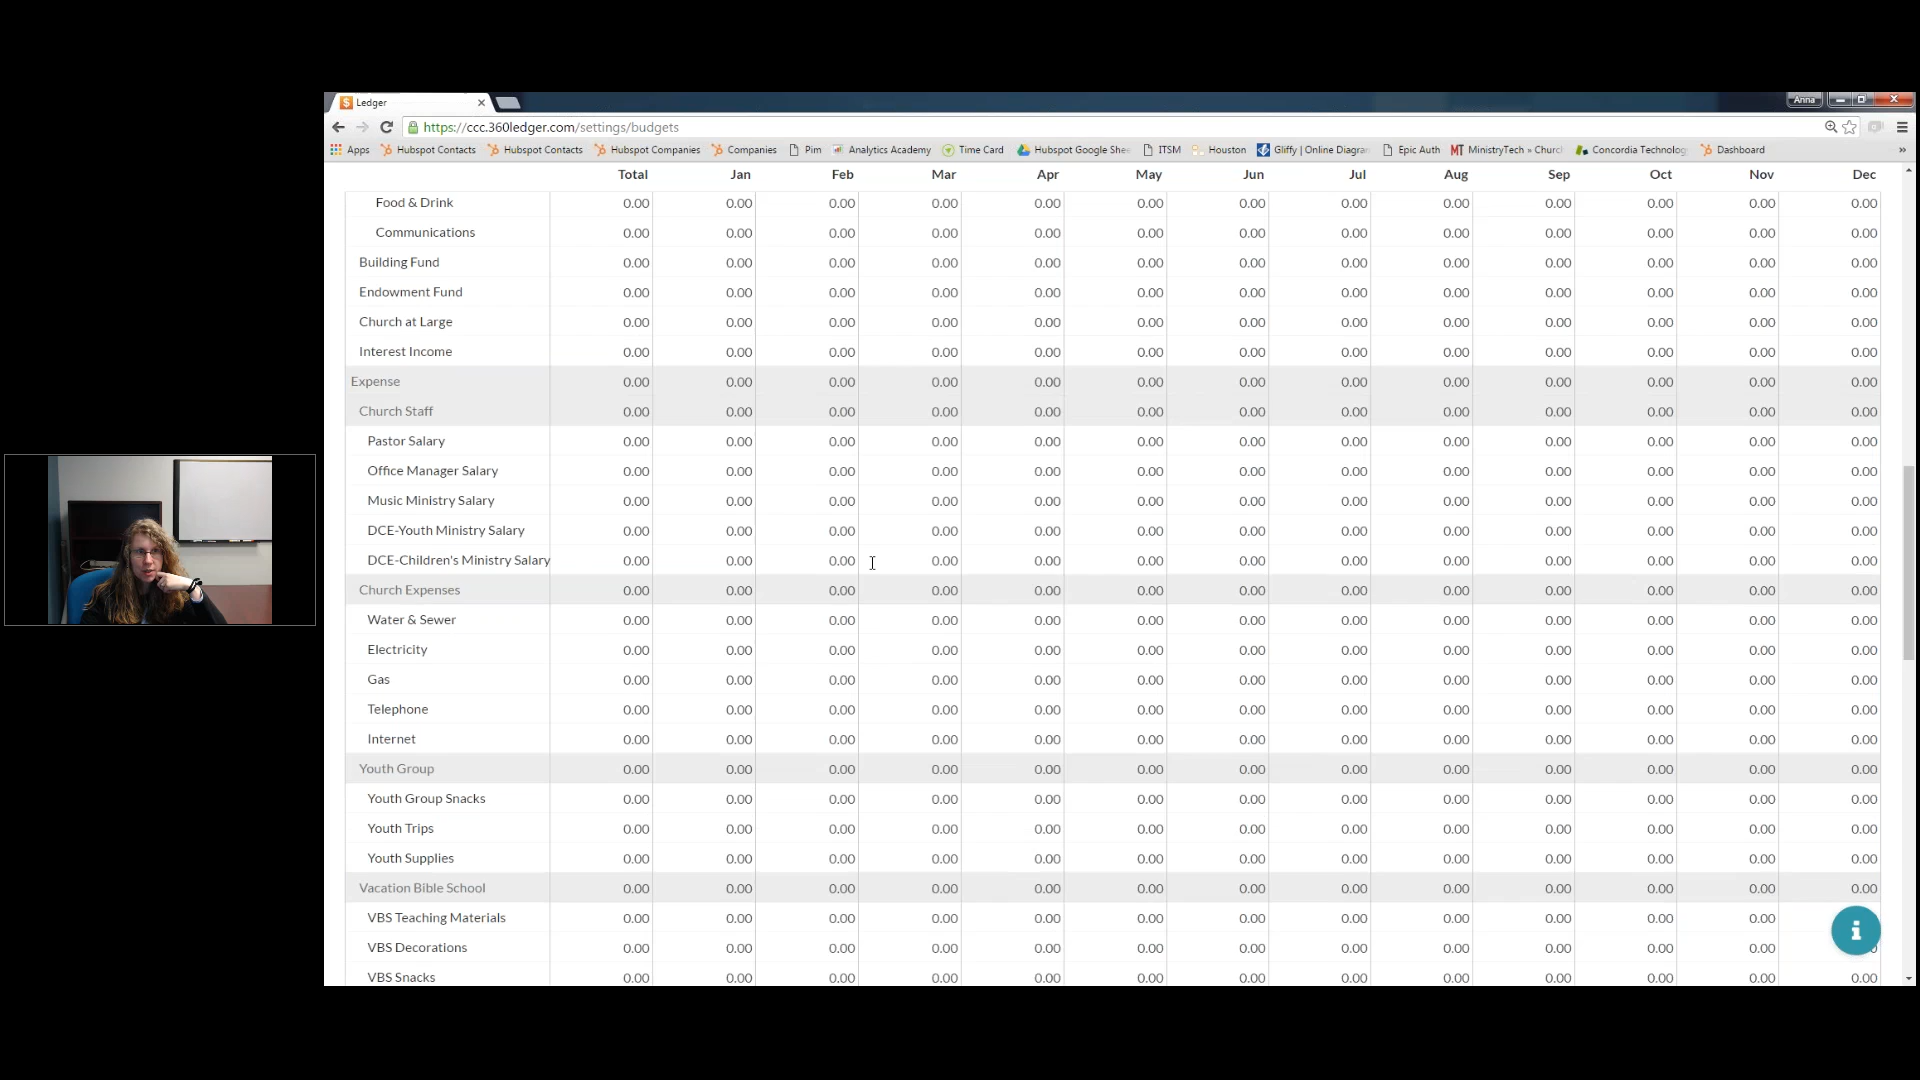 Ledger
Anna
https://ccc.360ledger.com/settings/budgets
Apps Hubspot Contacts Hubspot Contacts Hubspot Companies Companies Pim Analytics Academy Time Card Hubspot Google Shee ITSM Houston Gliffy | Online Diagran Epic Auth MinistryTech » Churcl Concordia Technolog Dashboard »
Total Jan Feb Mar Apr May Jun Jul Aug Sep Oct Nov Dec
Food & Drink 0.00 0.00 0.00 0.00 0.00 0.00 0.00 0.00 0.00 0.00 0.00 0.00 0.00
Communications 0.00 0.00 0.00 0.00 0.00 0.00 0.00 0.00 0.00 0.00 0.00 0.00 0.00
Building Fund 0.00 0.00 0.00 0.00 0.00 0.00 0.00 0.00 0.00 0.00 0.00 0.00 0.00
Endowment Fund 0.00 0.00 0.00 0.00 0.00 0.00 0.00 0.00 0.00 0.00 0.00 0.00 0.00
Church at Large 0.00 0.00 0.00 0.00 0.00 0.00 0.00 0.00 0.00 0.00 0.00 0.00 0.00
Interest Income 0.00 0.00 0.00 0.00 0.00 0.00 0.00 0.00 0.00 0.00 0.00 0.00 0.00
Expense 0.00 0.00 0.00 0.00 0.00 0.00 0.00 0.00 0.00 0.00 0.00 0.00 0.00
Church Staff 0.00 0.00 0.00 0.00 0.00 0.00 0.00 0.00 0.00 0.00 0.00 0.00 0.00
Pastor Salary 0.00 0.00 0.00 0.00 0.00 0.00 0.00 0.00 0.00 0.00 0.00 0.00 0.00
Office Manager Salary 0.00 0.00 0.00 0.00 0.00 0.00 0.00 0.00 0.00 0.00 0.00 0.00 0.00
Music Ministry Salary 0.00 0.00 0.00 0.00 0.00 0.00 0.00 0.00 0.00 0.00 0.00 0.00 0.00
DCE-Youth Ministry Salary 0.00 0.00 0.00 0.00 0.00 0.00 0.00 0.00 0.00 0.00 0.00 0.00 0.00
DCE-Children's Ministry Salary 0.00 0.00 0.00 0.00 0.00 0.00 0.00 0.00 0.00 0.00 0.00 0.00 0.00
Church Expenses 0.00 0.00 0.00 0.00 0.00 0.00 0.00 0.00 0.00 0.00 0.00 0.00 0.00
Water & Sewer 0.00 0.00 0.00 0.00 0.00 0.00 0.00 0.00 0.00 0.00 0.00 0.00 0.00
Electricity 0.00 0.00 0.00 0.00 0.00 0.00 0.00 0.00 0.00 0.00 0.00 0.00 0.00
Gas 0.00 0.00 0.00 0.00 0.00 0.00 0.00 0.00 0.00 0.00 0.00 0.00 0.00
Telephone 0.00 0.00 0.00 0.00 0.00 0.00 0.00 0.00 0.00 0.00 0.00 0.00 0.00
Internet 0.00 0.00 0.00 0.00 0.00 0.00 0.00 0.00 0.00 0.00 0.00 0.00 0.00
Youth Group 0.00 0.00 0.00 0.00 0.00 0.00 0.00 0.00 0.00 0.00 0.00 0.00 0.00
Youth Group Snacks 0.00 0.00 0.00 0.00 0.00 0.00 0.00 0.00 0.00 0.00 0.00 0.00 0.00
Youth Trips 0.00 0.00 0.00 0.00 0.00 0.00 0.00 0.00 0.00 0.00 0.00 0.00 0.00
Youth Supplies 0.00 0.00 0.00 0.00 0.00 0.00 0.00 0.00 0.00 0.00 0.00 0.00 0.00
Vacation Bible School 0.00 0.00 0.00 0.00 0.00 0.00 0.00 0.00 0.00 0.00 0.00 0.00 0.00
VBS Teaching Materials 0.00 0.00 0.00 0.00 0.00 0.00 0.00 0.00 0.00 0.00 0.00 0.00
VBS Decorations 0.00 0.00 0.00 0.00 0.00 0.00 0.00 0.00 0.00 0.00 0.00 0.00
VBS Snacks 0.00 0.00 0.00 0.00 0.00 0.00 0.00 0.00 0.00 0.00 0.00 0.00 0.00